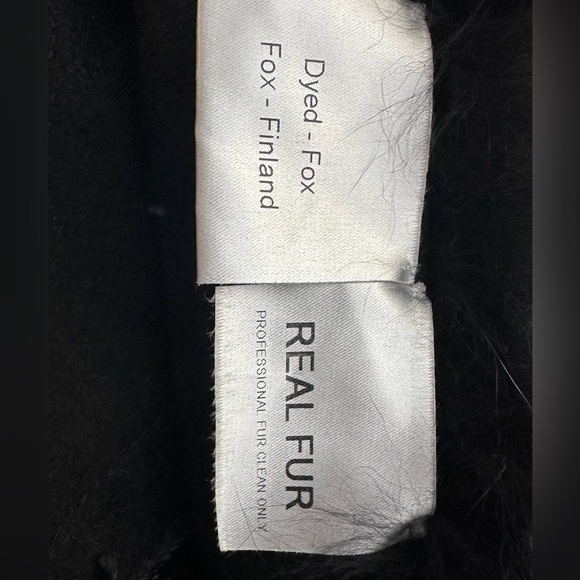 Dyed - Fox
Fox - Finland
REAL FUR
PROFESSIONAL FUR CLEAN ONLY